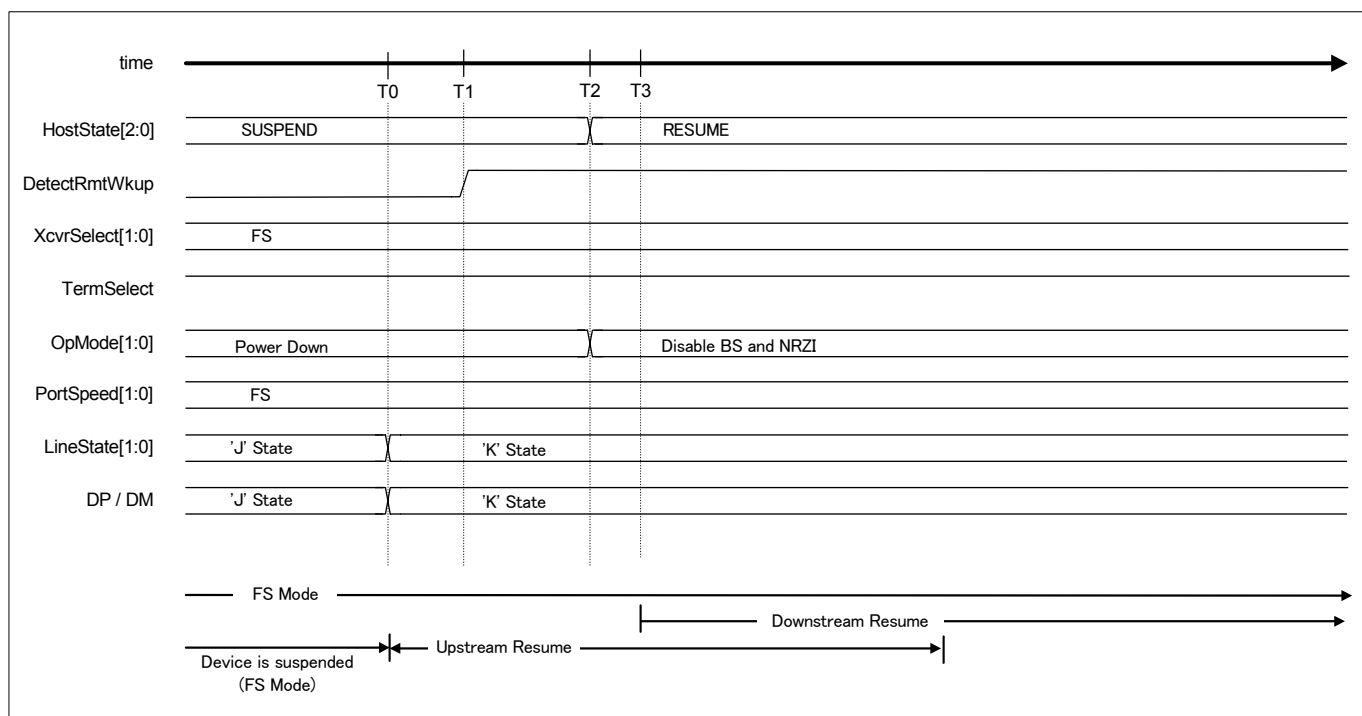 time
T0 T1 T2 T3
HostState[2:0] SUSPEND RESUME
DetectRmtWkup
XcvrSelect[1:0] FS
TermSelect
OpMode[1:0] Power Down Disable BS and NRZI
PortSpeed[1:0] FS
LineState[1:0] 'J' State 'K' State
DP / DM 'J' State 'K' State
FS Mode
Downstream Resume
Upstream Resume
Device is suspended
(FS Mode)